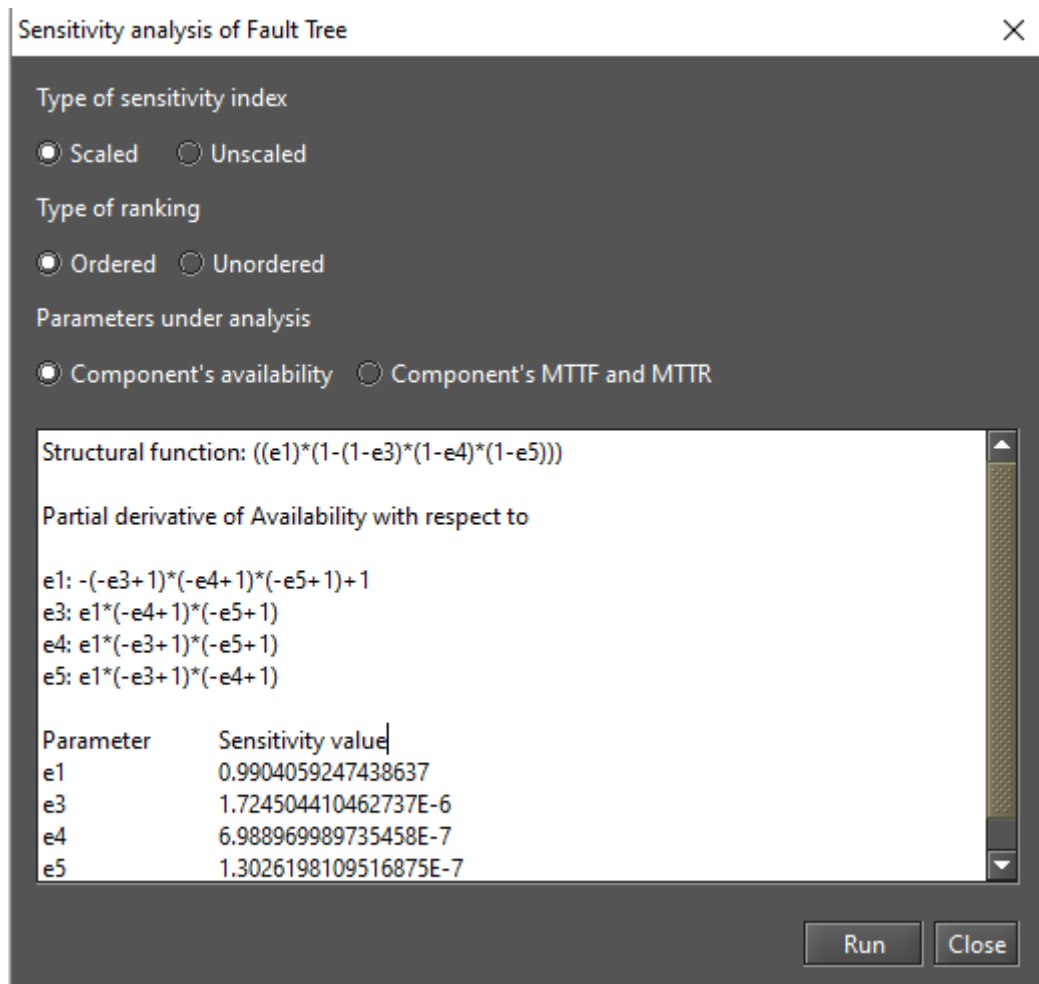 Sensitivity analysis of Fault Tree
Type of sensitivity index
Scaled Unscaled
Type of ranking
Ordered Unordered
Parameters under analysis
Component's availability Component's MTTF and MTTR
Structural function: ((e1)*(1-(1-e3)*(1-e4)*(1-e5)))
Partial derivative of Availability with respect to
e1: -(-e3+1)*(-e4+1)*(-e5+1)+1
e3: e1*(-e4+1)*(-e5+1)
e4: e1*(-e3+1)*(-e5+1)
e5: e1*(-e3+1)*(-e4+1)
Parameter Sensitivity value
e1 0.9904059247438637
e3 1.724504410462737E-6
e4 6.988969989735458E-7
e5 1.3026198109516875E-7
Run Close